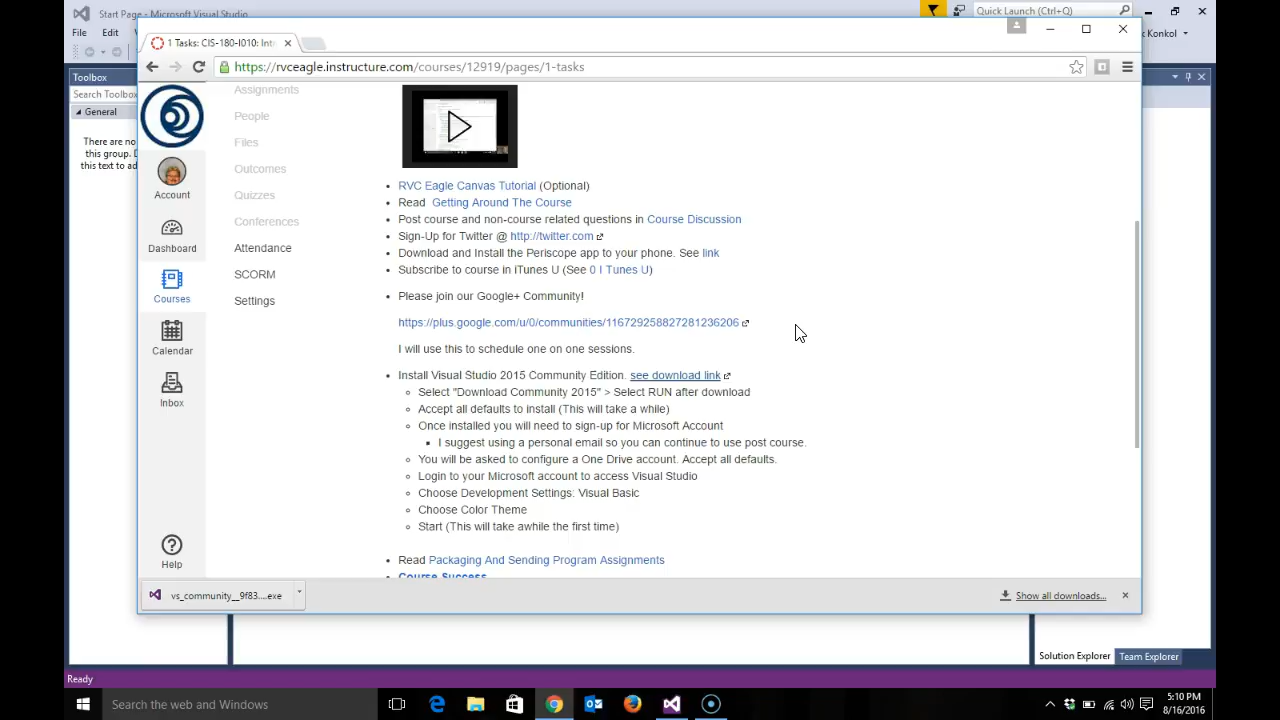 Start Page - Microsoft Visual Studio
Quick Launch (Ctrl+Q)
File
Edit
Konkol
1 Tasks: CIS-180-I010: Intr
https://rvceagle.instructure.com/courses/12919/pages/1-tasks
Toolbox
Search Toolbox
General
There are no
this group. D
this text to ad
Account
Dashboard
Courses
Calendar
Inbox
Help
Assignments
People
Files
Outcomes
Quizzes
Conferences
Attendance
SCORM
Settings
RVC Eagle Canvas Tutorial (Optional)
Read Getting Around The Course
Post course and non-course related questions in Course Discussion
Sign-Up for Twitter @ http://twitter.com
Download and Install the Periscope app to your phone. See link
Subscribe to course in iTunes U (See 0 I Tunes U)
Please join our Google+ Community!
https://plus.google.com/u/0/communities/116729258827281236206
I will use this to schedule one on one sessions.
Install Visual Studio 2015 Community Edition. see download link
Select "Download Community 2015" > Select RUN after download
Accept all defaults to install (This will take a while)
Once installed you will need to sign-up for Microsoft Account
I suggest using a personal email so you can continue to use post course.
You will be asked to configure a One Drive account. Accept all defaults.
Login to your Microsoft account to access Visual Studio
Choose Development Settings: Visual Basic
Choose Color Theme
Start (This will take awhile the first time)
Read Packaging And Sending Program Assignments
Course Success
vs_community__9f83....exe
Show all downloads...
Solution Explorer
Team Explorer
Ready
Search the web and Windows
5:10 PM
8/16/2016